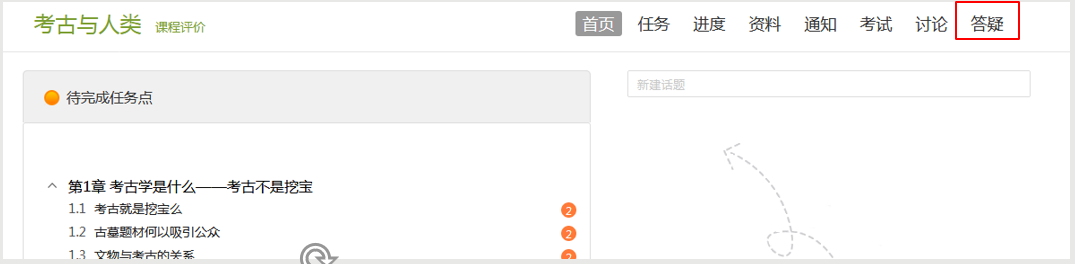 考古与人类 课程评价
首页 任务 进度 资料 通知 考试 讨论 答疑
待完成任务点
新建话题
第1章 考古学是什么——考古不是挖宝
1.1 考古就是挖宝么 2
1.2 古墓题材何以吸引公众 2
1.3 文物与考古的关系 2